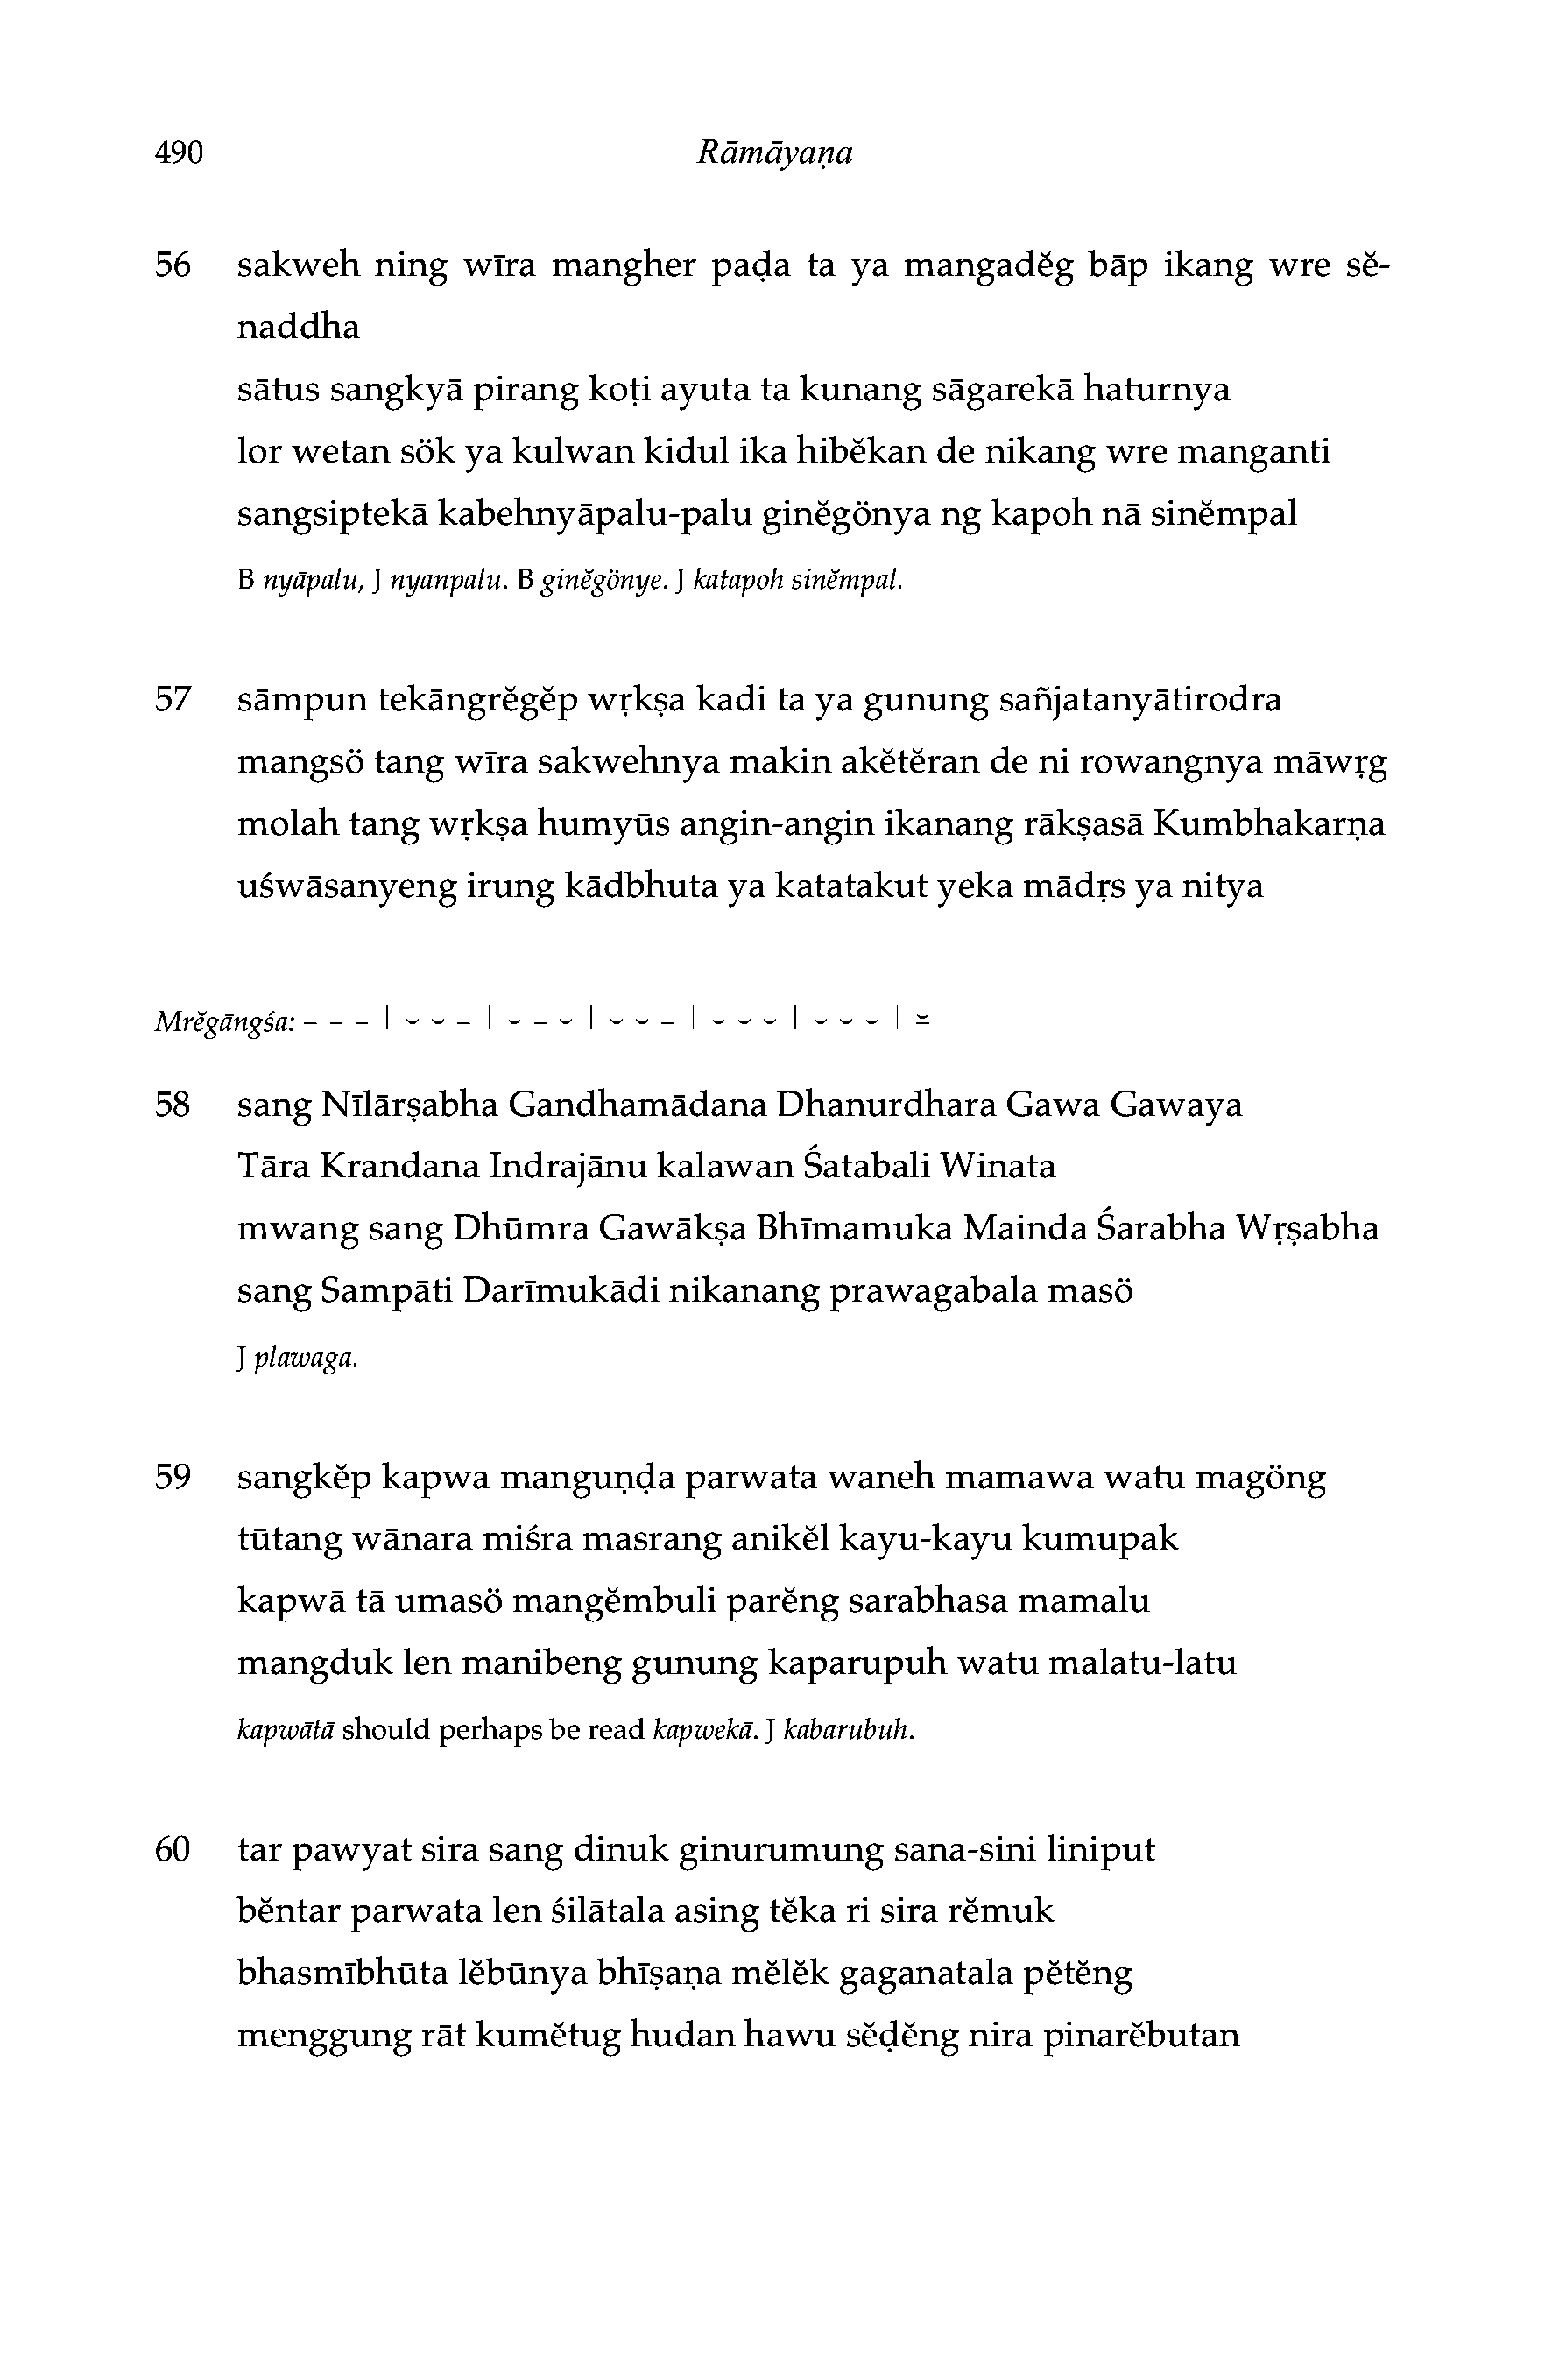 490 Rāmāyaṇa
56 sakweh ning wīra mangher paḍa ta ya mangadĕg bāp ikang wre sĕ-
naddha
sātus sangkyā pirang koṭi ayuta ta kunang sāgarekā haturnya
lor wetan sök ya kulwan kidul ika hibĕkan de nikang wre manganti
sangsiptekā kabehnyāpalu-palu ginĕgönya ng kapoh nā sinĕmpal
B nyāpalu, J nyanpalu. B ginĕgönye. J katapoh sinĕmpal.
57 sāmpun tekāngrĕgĕp wṛkṣa kadi ta ya gunung sañjatanyātirodra
mangsö tang wīra sakwehnya makin akĕtĕran de ni rowangnya māwṛg
molah tang wṛkṣa humyūs angin-angin ikanang rākṣasā Kumbhakarṇa
uśwāsanyeng irung kādbhuta ya katatakut yeka mādṛs ya nitya
Mrĕgāngśa: – – – | ⏑ ⏑ – | ⏑ – ⏑ | ⏑ ⏑ – | ⏑ ⏑ ⏑ | ⏑ ⏑ ⏑ | ⏓
58 sang Nīlārṣabha Gandhamādana Dhanurdhara Gawa Gawaya
Tāra Krandana Indrajānu kalawan Śatabali Winata
mwang sang Dhūmra Gawākṣa Bhīmamuka Mainda Śarabha Wṛṣabha
sang Sampāti Darīmukādi nikanang prawagabala masö
J plawaga.
59 sangkĕp kapwa manguṇḍa parwata waneh mamawa watu magöng
tūtang wānara miśra masrang anikĕl kayu-kayu kumupak
kapwā tā umasö mangĕmbuli parĕng sarabhasa mamalu
mangduk len manibeng gunung kaparupuh watu malatu-latu
kapwātā should perhaps be read kapwekā. J kabarubuh.
60 tar pawyat sira sang dinuk ginurumung sana-sini liniput
bĕntar parwata len śilātala asing tĕka ri sira rĕmuk
bhasmībhūta lĕbūnya bhīṣaṇa mĕlĕk gaganatala pĕtĕng
menggung rāt kumĕtug hudan hawu sĕḍĕng nira pinarĕbutan